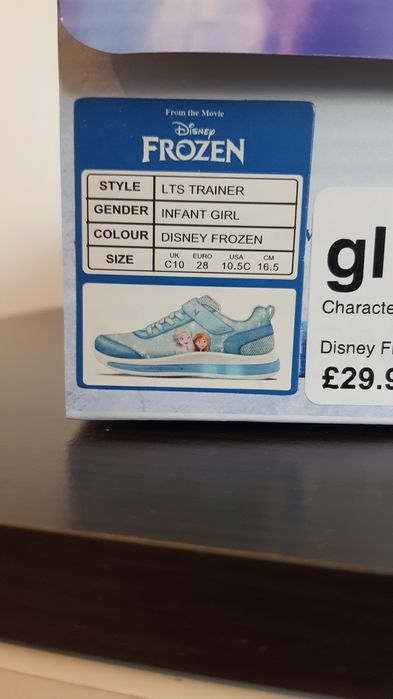 From the Movie
Disney
FROZEN
STYLE LTS TRAINER
GENDER INFANT GIRL
COLOUR DISNEY FROZEN
SIZE UK C10 EURO 28 USA 10.5C CM 16.5
gl
Characte
Disney F
£29.9